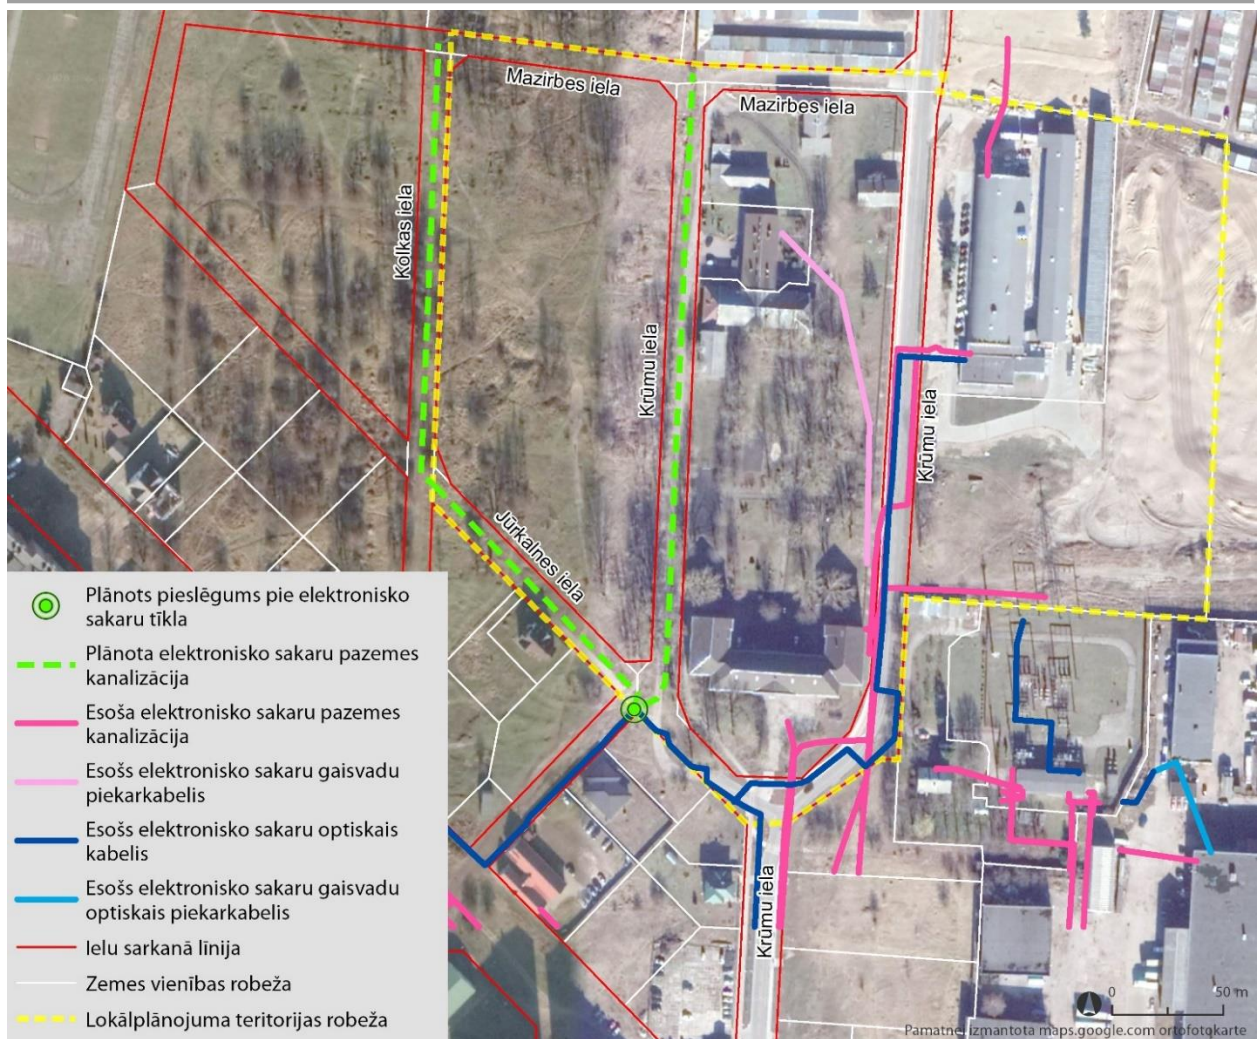 Mazirbes iela
Mazirbes iela
Kolkas iela
Krūmu iela
Krūmu iela
Jūrkalnes iela
Krūmu iela
Plānots pieslēgums pie elektronisko
sakaru tīkla
Plānota elektronisko sakaru pazemes
kanalizācija
Esoša elektronisko sakaru pazemes
kanalizācija
Esošs elektronisko sakaru gaisvadu
piekarkabelis
Esošs elektronisko sakaru optiskais
kabelis
Esošs elektronisko sakaru gaisvadu
optiskais piekarkabelis
Ielu sarkanā līnija
Zemes vienības robeža
Lokālplānojuma teritorijas robeža
0 50 m
Pamatnei izmantota maps.google.com ortofotokarte